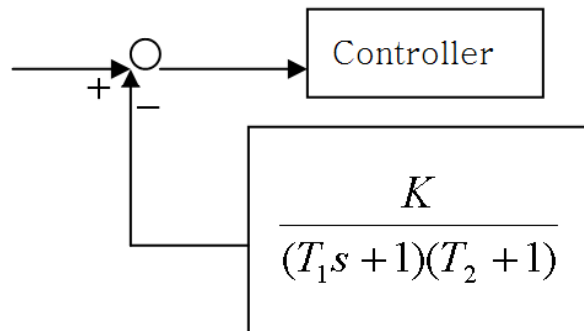 Controller
+
−
K
(T₁s + 1)(T₂ + 1)